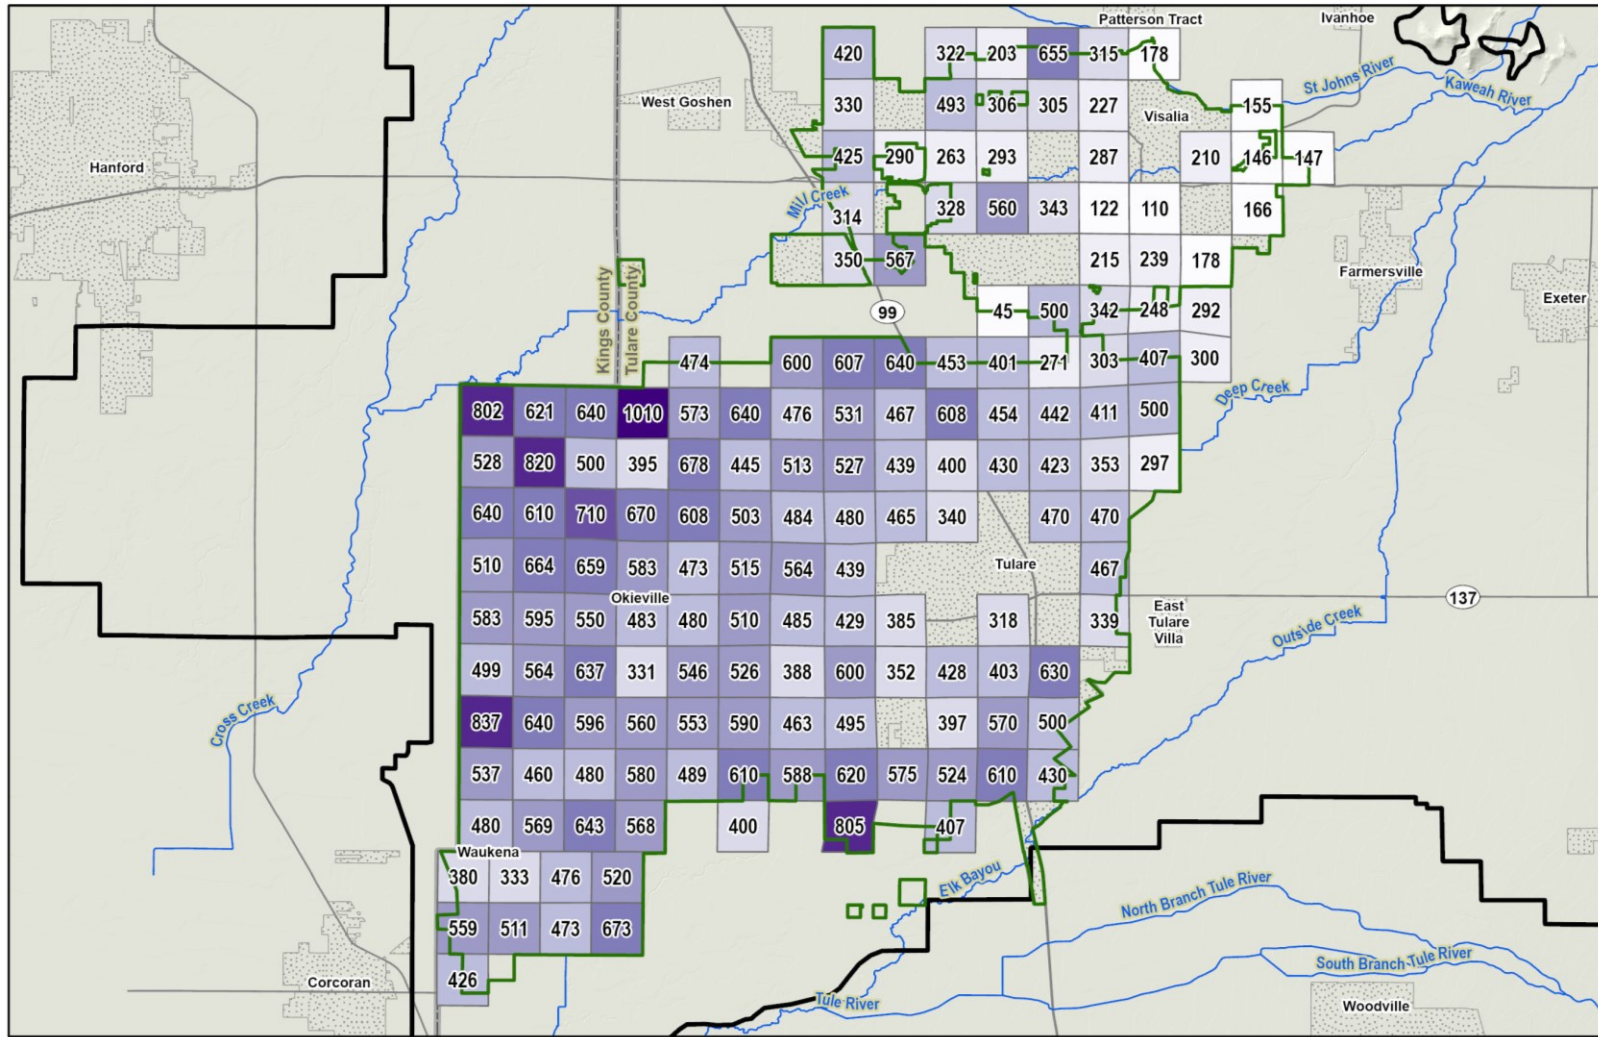 Patterson Tract
Ivanhoe
420 322 203 655 315 178
St Johns River
Kaweah River
West Goshen
330 493 306 305 227 155
Visalia
Hanford
425 290 263 293 287 210 146 147
Mill Creek
314 328 560 343 122 110 166
350 567 215 239 178
Farmersville
Kings County
Tulare County
Exeter
99
45 500 342 248 292
474 600 607 640 453 401 271 303 407 300
Deep Creek
802 621 640 1010 573 640 476 531 467 608 454 442 411 500
528 820 500 395 678 445 513 527 439 400 430 423 353 297
640 610 710 670 608 503 484 480 465 340 470 470
510 664 659 583 473 515 564 439 467
Tulare
Okieville
137
583 595 550 483 480 510 485 429 385 318 339
East
Tulare
Villa
Outside Creek
499 564 637 331 546 526 388 600 352 428 403 630
Cross Creek
837 640 596 560 553 590 463 495 397 570 500
537 460 480 580 489 610 588 620 575 524 610 430
480 569 643 568 400 805 407
Waukena
380 333 476 520
Elk Bayou
North Branch Tule River
559 511 473 673
South Branch Tule River
Corcoran
426
Tule River
Woodville